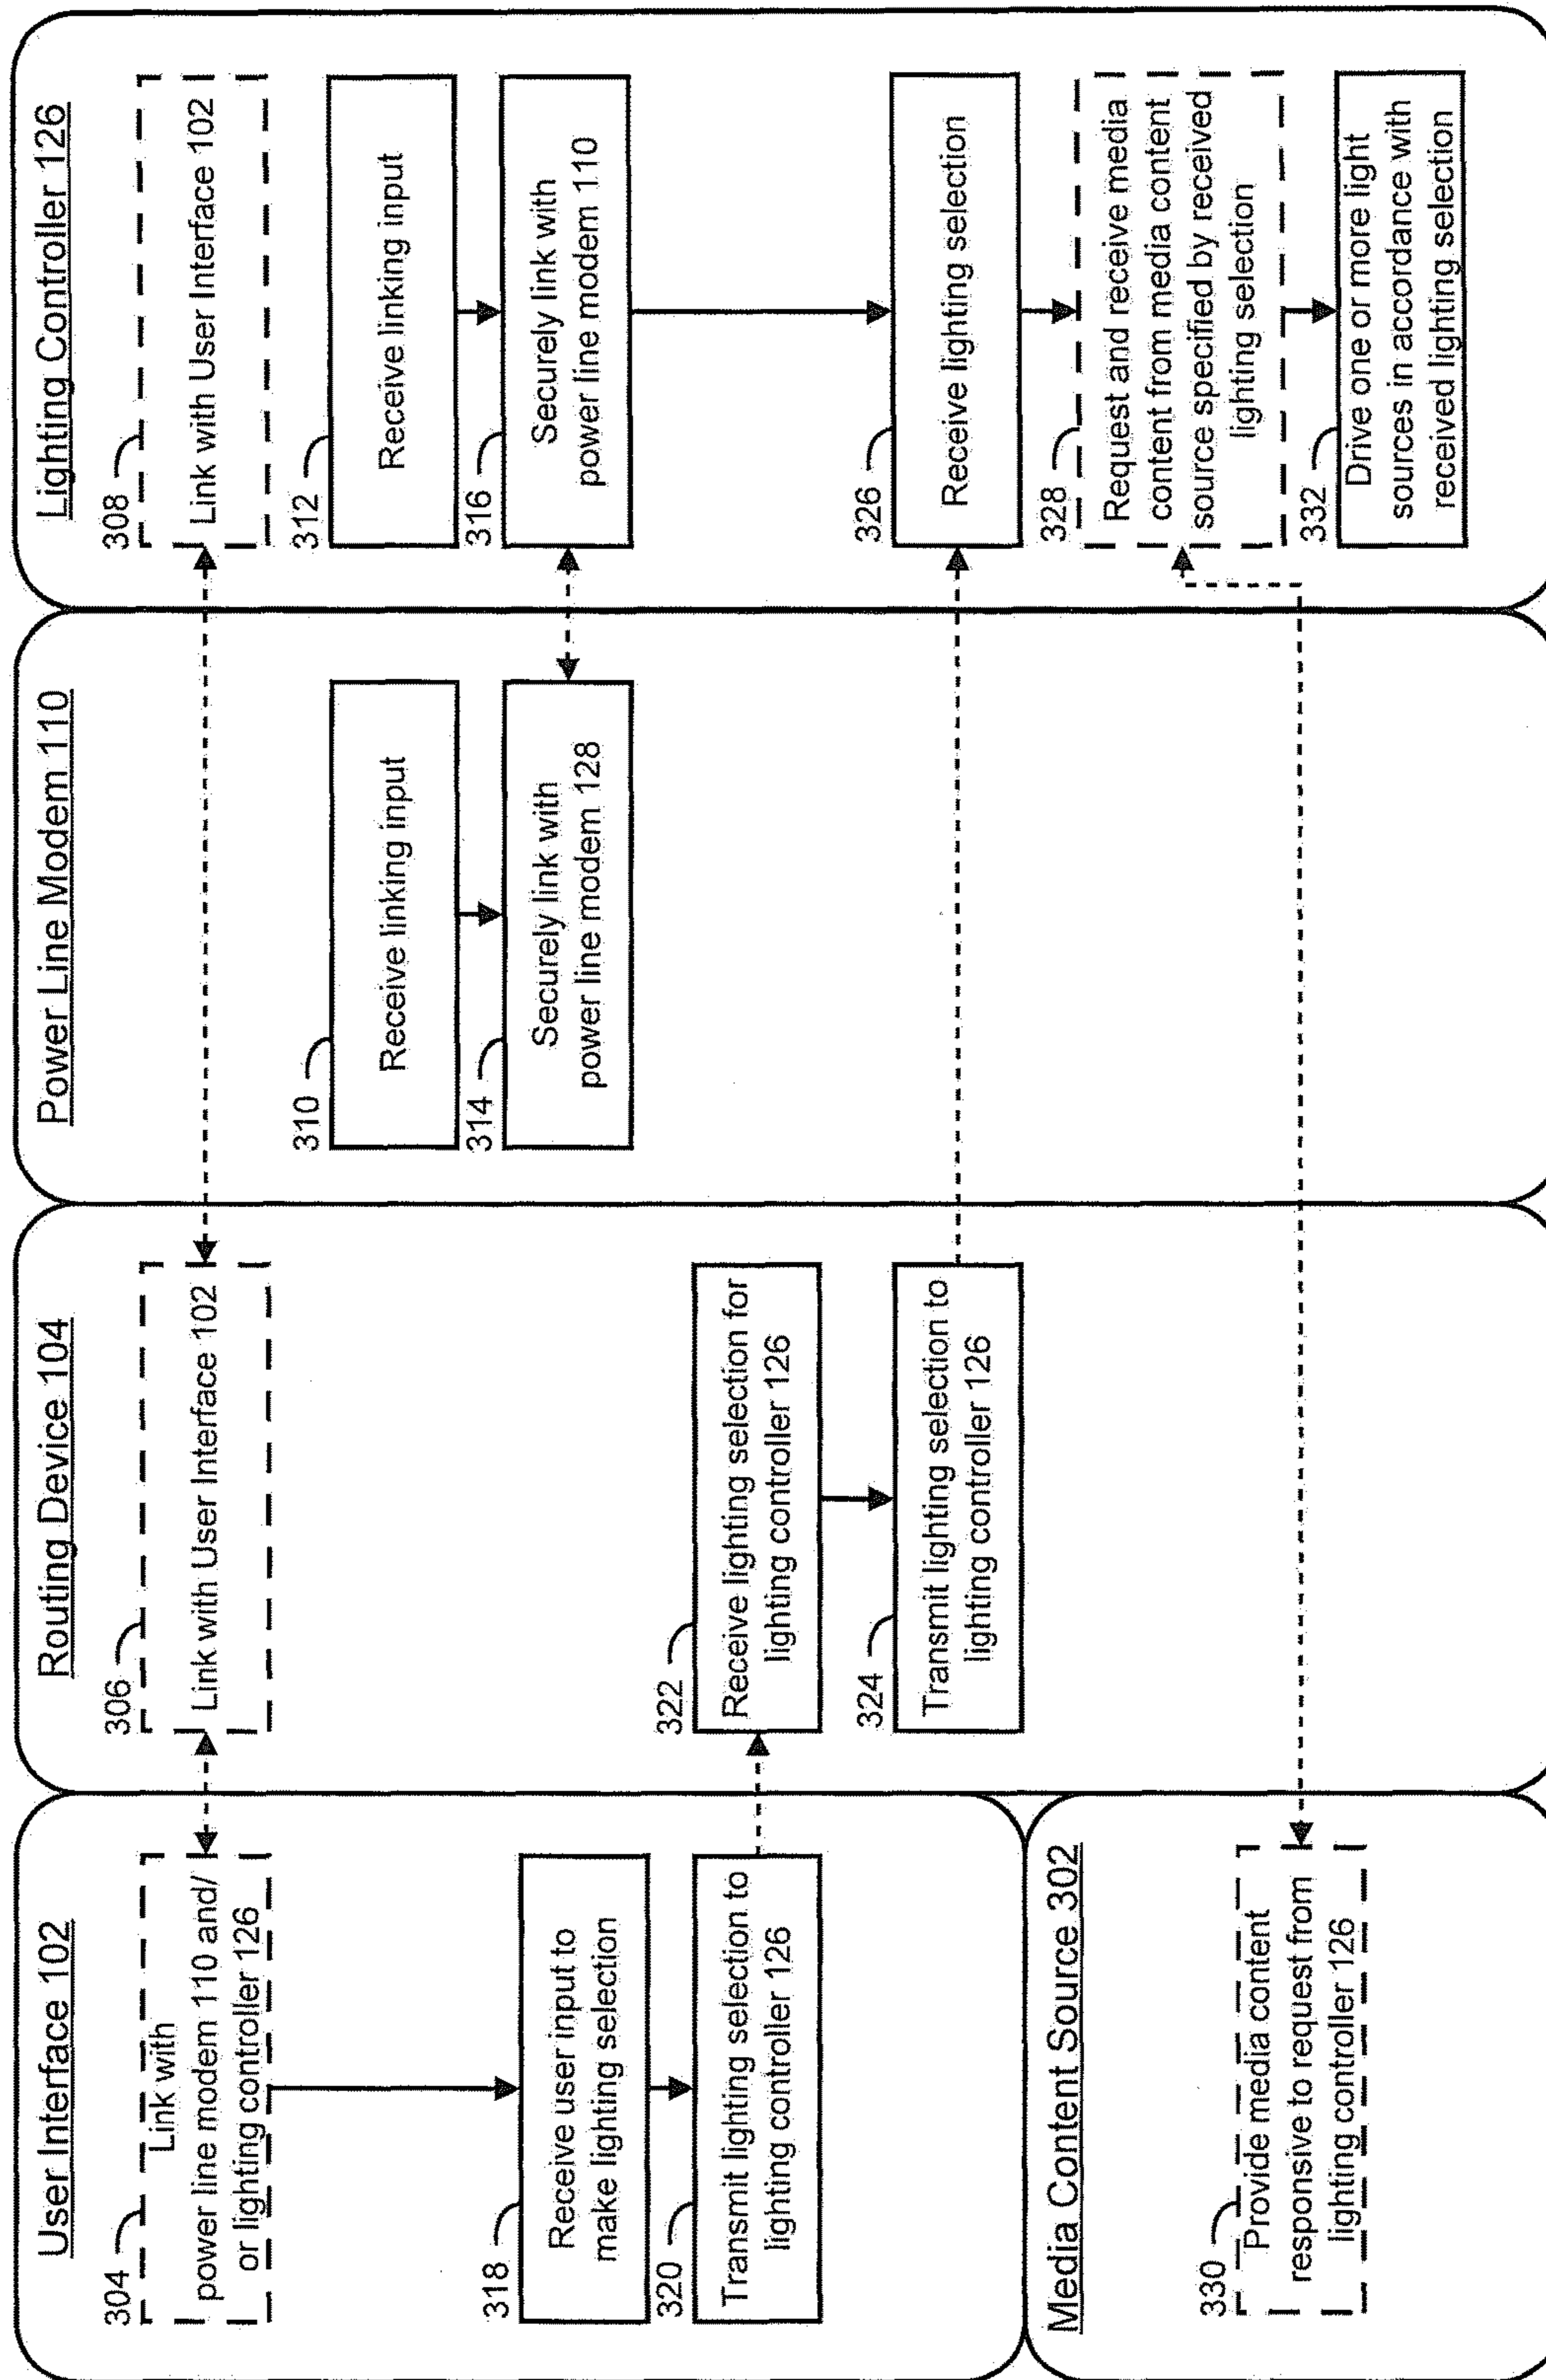 User Interface 102
304
Link with
power line modem 110 and/
or lighting controller 126
318
Receive user input to
make lighting selection
320
Transmit lighting selection to
lighting controller 126
Media Content Source 302
330
Provide media content
responsive to request from
lighting controller 126
Routing Device 104
306
Link with User Interface 102
322
Receive lighting selection for
lighting controller 126
324
Transmit lighting selection to
lighting controller 126
Power Line Modem 110
310
Receive linking input
314
Securely link with
power line modem 128
Lighting Controller 126
308
Link with User Interface 102
312
Receive linking input
316
Securely link with
power line modem 110
326
Receive lighting selection
328
Request and receive media
content from media content
source specified by received
lighting selection
332
Drive one or more light
sources in accordance with
received lighting selection